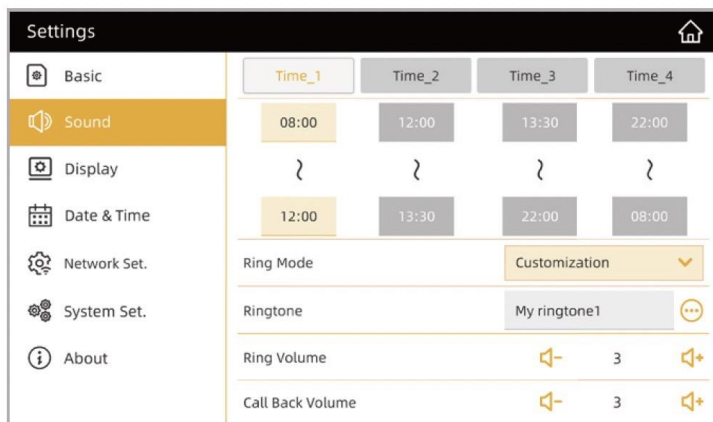 Settings
Basic
Sound
Display
Date & Time
Network Set.
System Set.
About
Time_1 Time_2 Time_3 Time_4
08:00 12:00 13:30 22:00
12:00 13:30 22:00 08:00
Ring Mode Customization
Ringtone My ringtone1
Ring Volume 3
Call Back Volume 3